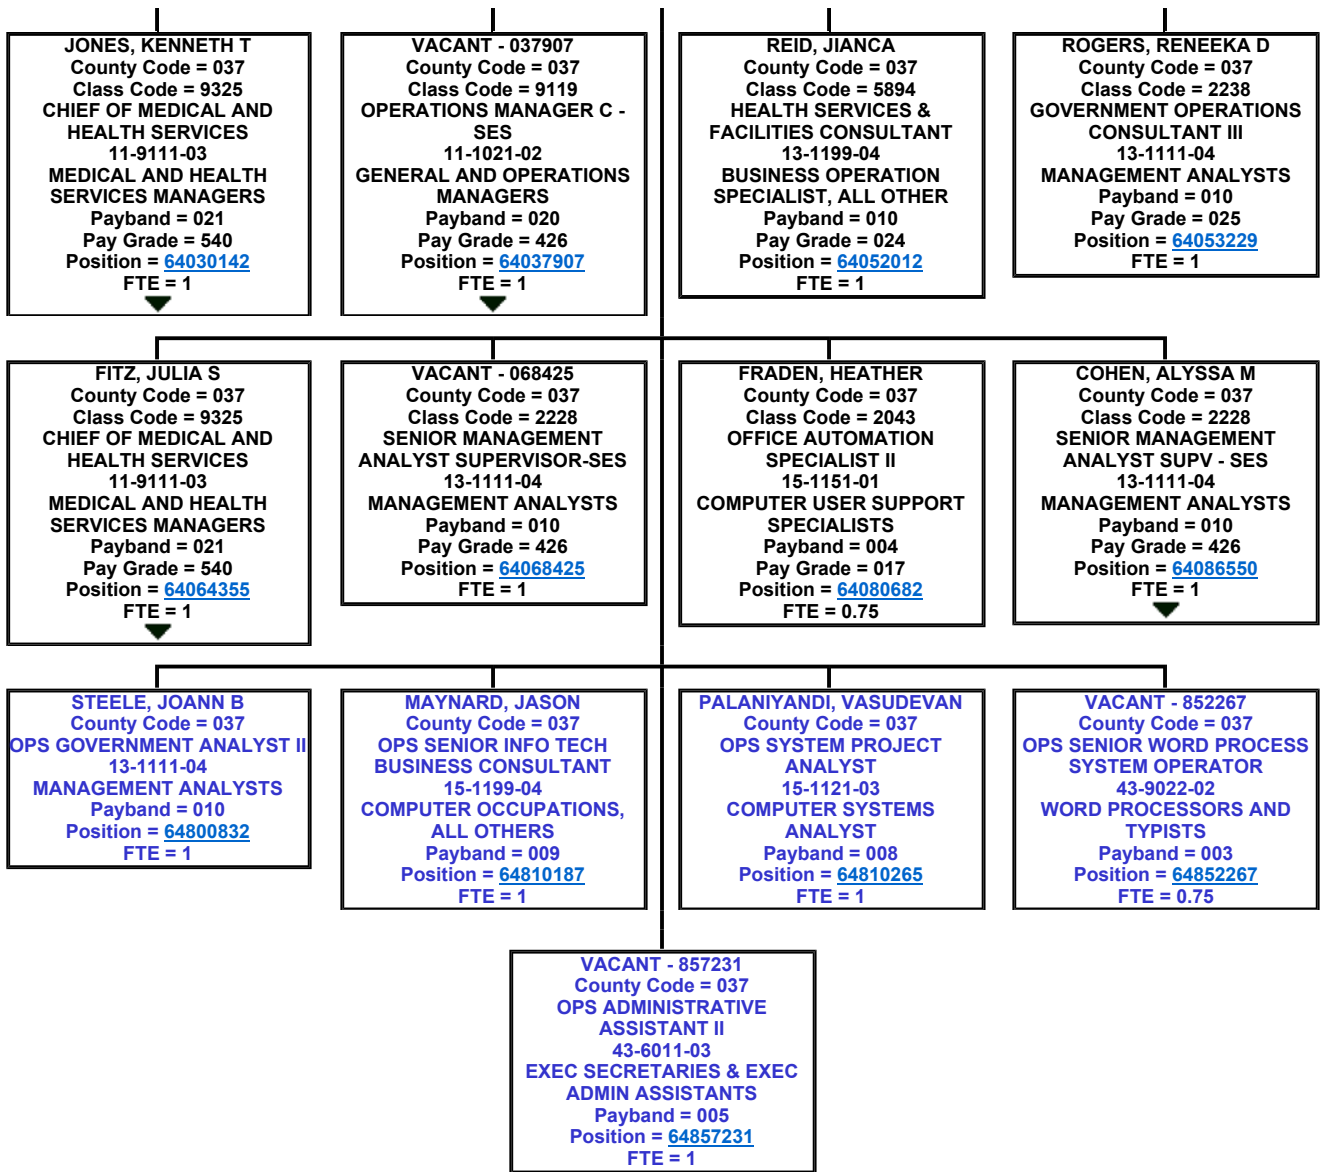 JONES, KENNETH T
County Code = 037
Class Code = 9325
CHIEF OF MEDICAL AND
HEALTH SERVICES
11-9111-03
MEDICAL AND HEALTH
SERVICES MANAGERS
Payband = 021
Pay Grade = 540
Position = 64030142
FTE = 1
VACANT - 037907
County Code = 037
Class Code = 9119
OPERATIONS MANAGER C -
SES
11-1021-02
GENERAL AND OPERATIONS
MANAGERS
Payband = 020
Pay Grade = 426
Position = 64037907
FTE = 1
REID, JIANCA
County Code = 037
Class Code = 5894
HEALTH SERVICES &
FACILITIES CONSULTANT
13-1199-04
BUSINESS OPERATION
SPECIALIST, ALL OTHER
Payband = 010
Pay Grade = 024
Position = 64052012
FTE = 1
ROGERS, RENEEKA D
County Code = 037
Class Code = 2238
GOVERNMENT OPERATIONS
CONSULTANT III
13-1111-04
MANAGEMENT ANALYSTS
Payband = 010
Pay Grade = 025
Position = 64053229
FTE = 1
FITZ, JULIA S
County Code = 037
Class Code = 9325
CHIEF OF MEDICAL AND
HEALTH SERVICES
11-9111-03
MEDICAL AND HEALTH
SERVICES MANAGERS
Payband = 021
Pay Grade = 540
Position = 64064355
FTE = 1
VACANT - 068425
County Code = 037
Class Code = 2228
SENIOR MANAGEMENT
ANALYST SUPERVISOR-SES
13-1111-04
MANAGEMENT ANALYSTS
Payband = 010
Pay Grade = 426
Position = 64068425
FTE = 1
FRADEN, HEATHER
County Code = 037
Class Code = 2043
OFFICE AUTOMATION
SPECIALIST II
15-1151-01
COMPUTER USER SUPPORT
SPECIALISTS
Payband = 004
Pay Grade = 017
Position = 64080682
FTE = 0.75
COHEN, ALYSSA M
County Code = 037
Class Code = 2228
SENIOR MANAGEMENT
ANALYST SUPV - SES
13-1111-04
MANAGEMENT ANALYSTS
Payband = 010
Pay Grade = 426
Position = 64086550
FTE = 1
STEELE, JOANN B
County Code = 037
OPS GOVERNMENT ANALYST II
13-1111-04
MANAGEMENT ANALYSTS
Payband = 010
Position = 64800832
FTE = 1
MAYNARD, JASON
County Code = 037
OPS SENIOR INFO TECH
BUSINESS CONSULTANT
15-1199-04
COMPUTER OCCUPATIONS,
ALL OTHERS
Payband = 009
Position = 64810187
FTE = 1
PALANIYANDI, VASUDEVAN
County Code = 037
OPS SYSTEM PROJECT
ANALYST
15-1121-03
COMPUTER SYSTEMS
ANALYST
Payband = 008
Position = 64810265
FTE = 1
VACANT - 852267
County Code = 037
OPS SENIOR WORD PROCESS
SYSTEM OPERATOR
43-9022-02
WORD PROCESSORS AND
TYPISTS
Payband = 003
Position = 64852267
FTE = 0.75
VACANT - 857231
County Code = 037
OPS ADMINISTRATIVE
ASSISTANT II
43-6011-03
EXEC SECRETARIES & EXEC
ADMIN ASSISTANTS
Payband = 005
Position = 64857231
FTE = 1